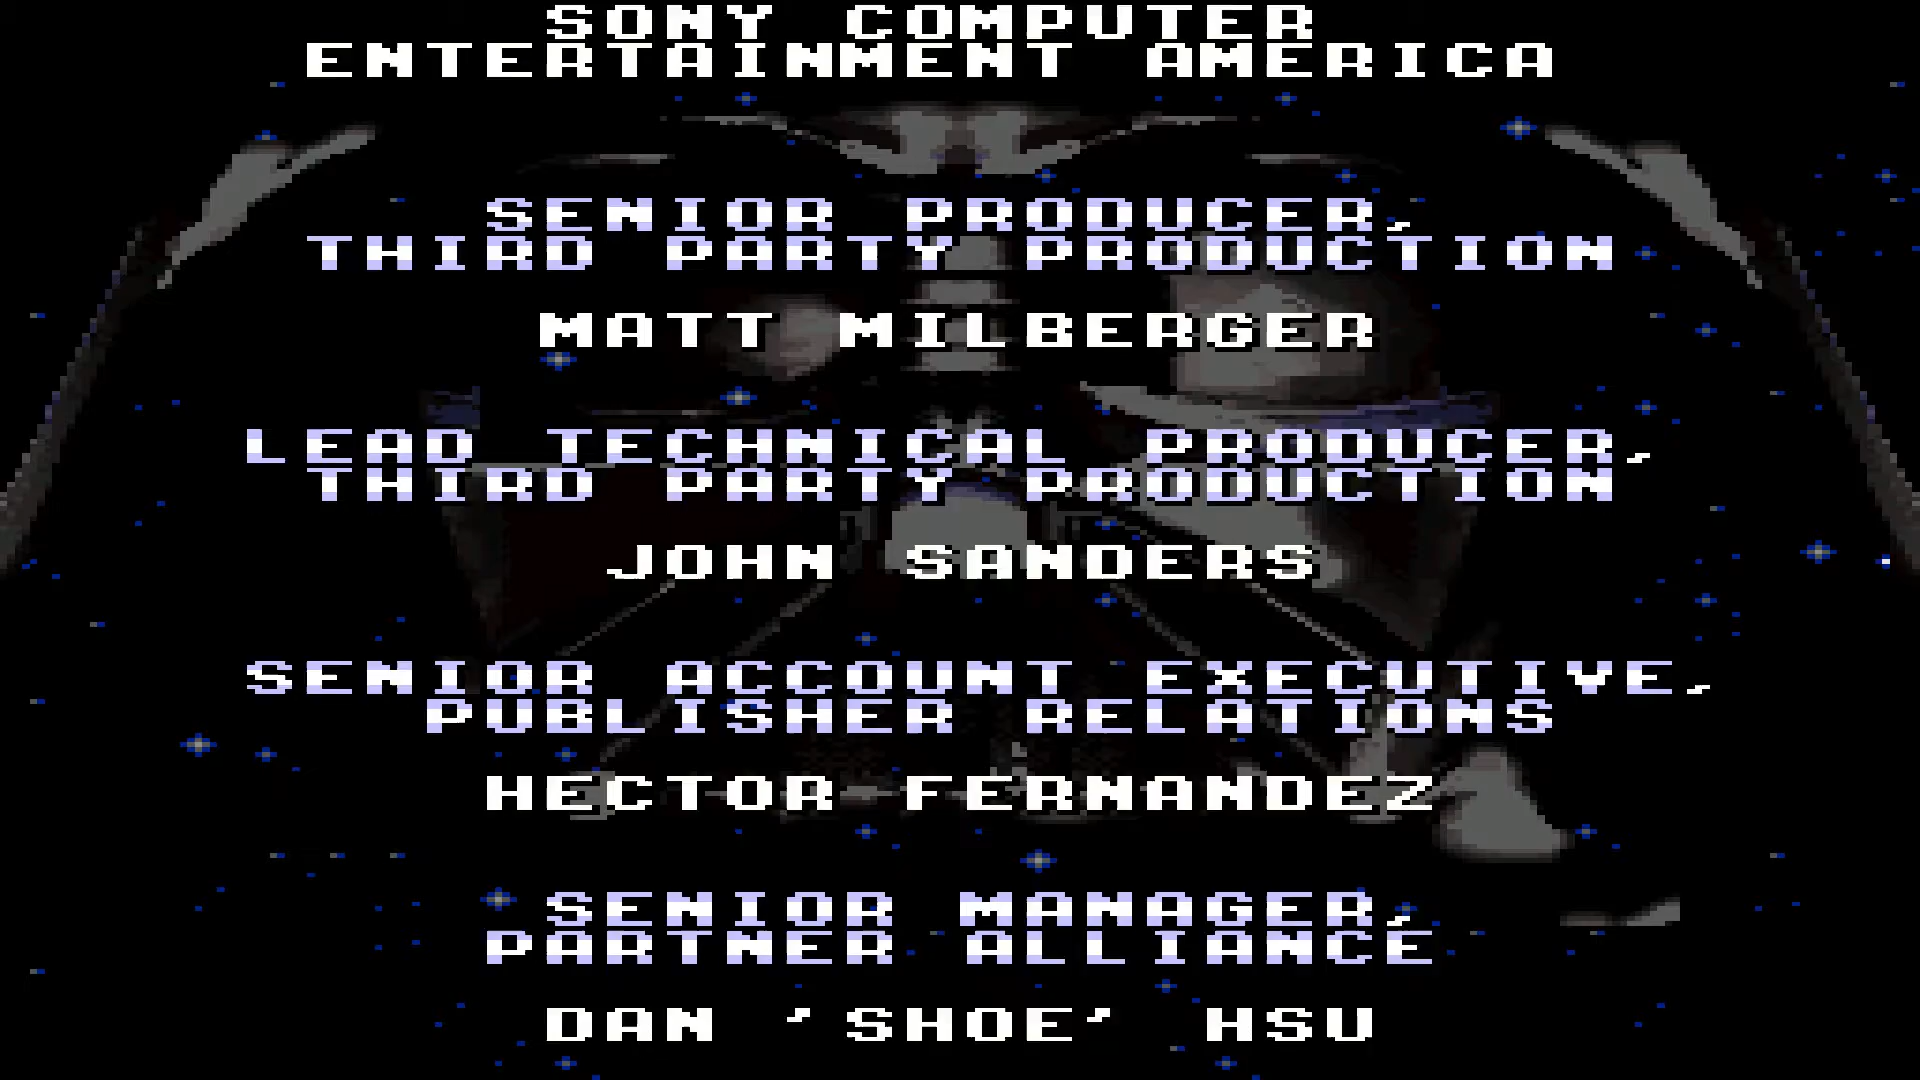 SONY COMPUTER
ENTERTAINMENT AMERICA
SENIOR PRODUCER,
THIRD PARTY PRODUCTION
MATT MILBERGER
LEAD TECHNICAL PRODUCER,
THIRD PARTY PRODUCTION
JOHN SANDERS
SENIOR ACCOUNT EXECUTIVE,
PUBLISHER RELATIONS
HECTOR FERNANDEZ
SENIOR MANAGER,
PARTNER ALLIANCE
DAN 'SHOE' HSU